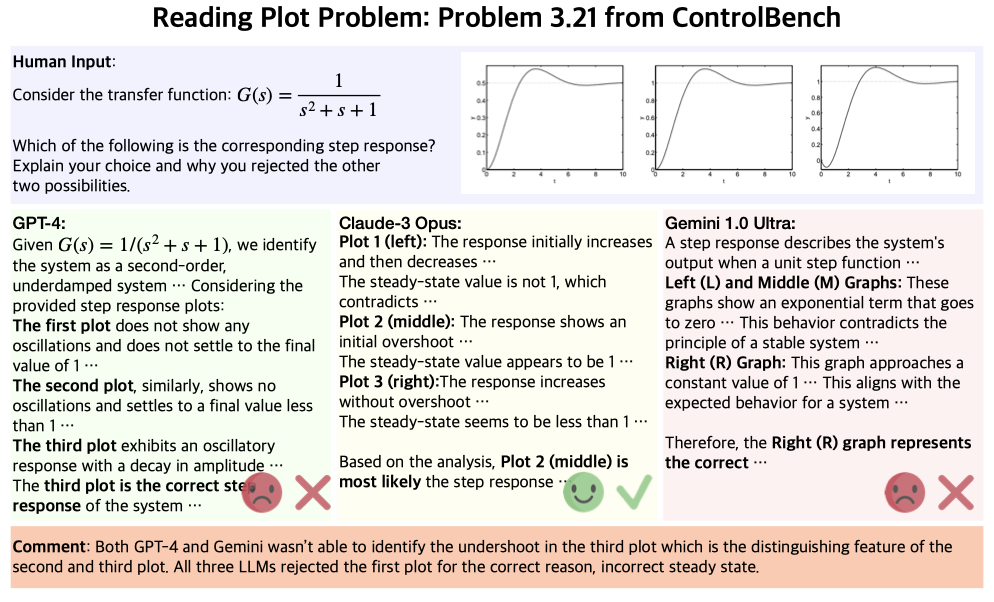 Reading Plot Problem: Problem 3.21 from ControlBench
Human Input:
Consider the transfer function: G(s) = 1 / (s² + s + 1)
Which of the following is the corresponding step response?
Explain your choice and why you rejected the other
two possibilities.
0.5
0.4
0.3
0.2
0.1
0
y
0 2 4 6 8 10
t
1
0.8
0.6
0.4
0.2
0
y
0 2 4 6 8 10
t
1
0.8
0.6
0.4
0.2
0
y
0 2 4 6 8 10
t
GPT-4:
Given G(s) = 1/(s² + s + 1), we identify
the system as a second-order,
underdamped system ⋯ Considering the
provided step response plots:
The first plot does not show any
oscillations and does not settle to the final
value of 1 ⋯
The second plot, similarly, shows no
oscillations and settles to a final value less
than 1 ⋯
The third plot exhibits an oscillatory
response with a decay in amplitude ⋯
The third plot is the correct step
response of the system ⋯
Claude-3 Opus:
Plot 1 (left): The response initially increases
and then decreases ⋯
The steady-state value is not 1, which
contradicts ⋯
Plot 2 (middle): The response shows an
initial overshoot ⋯
The steady-state value appears to be 1 ⋯
Plot 3 (right):The response increases
without overshoot ⋯
The steady-state seems to be less than 1 ⋯
Based on the analysis, Plot 2 (middle) is
most likely the step response ⋯
Gemini 1.0 Ultra:
A step response describes the system's
output when a unit step function ⋯
Left (L) and Middle (M) Graphs: These
graphs show an exponential term that goes
to zero ⋯ This behavior contradicts the
principle of a stable system ⋯
Right (R) Graph: This graph approaches a
constant value of 1 ⋯ This aligns with the
expected behavior for a system ⋯
Therefore, the Right (R) graph represents
the correct ⋯
Comment: Both GPT-4 and Gemini wasn't able to identify the undershoot in the third plot which is the distinguishing feature of the
second and third plot. All three LLMs rejected the first plot for the correct reason, incorrect steady state.